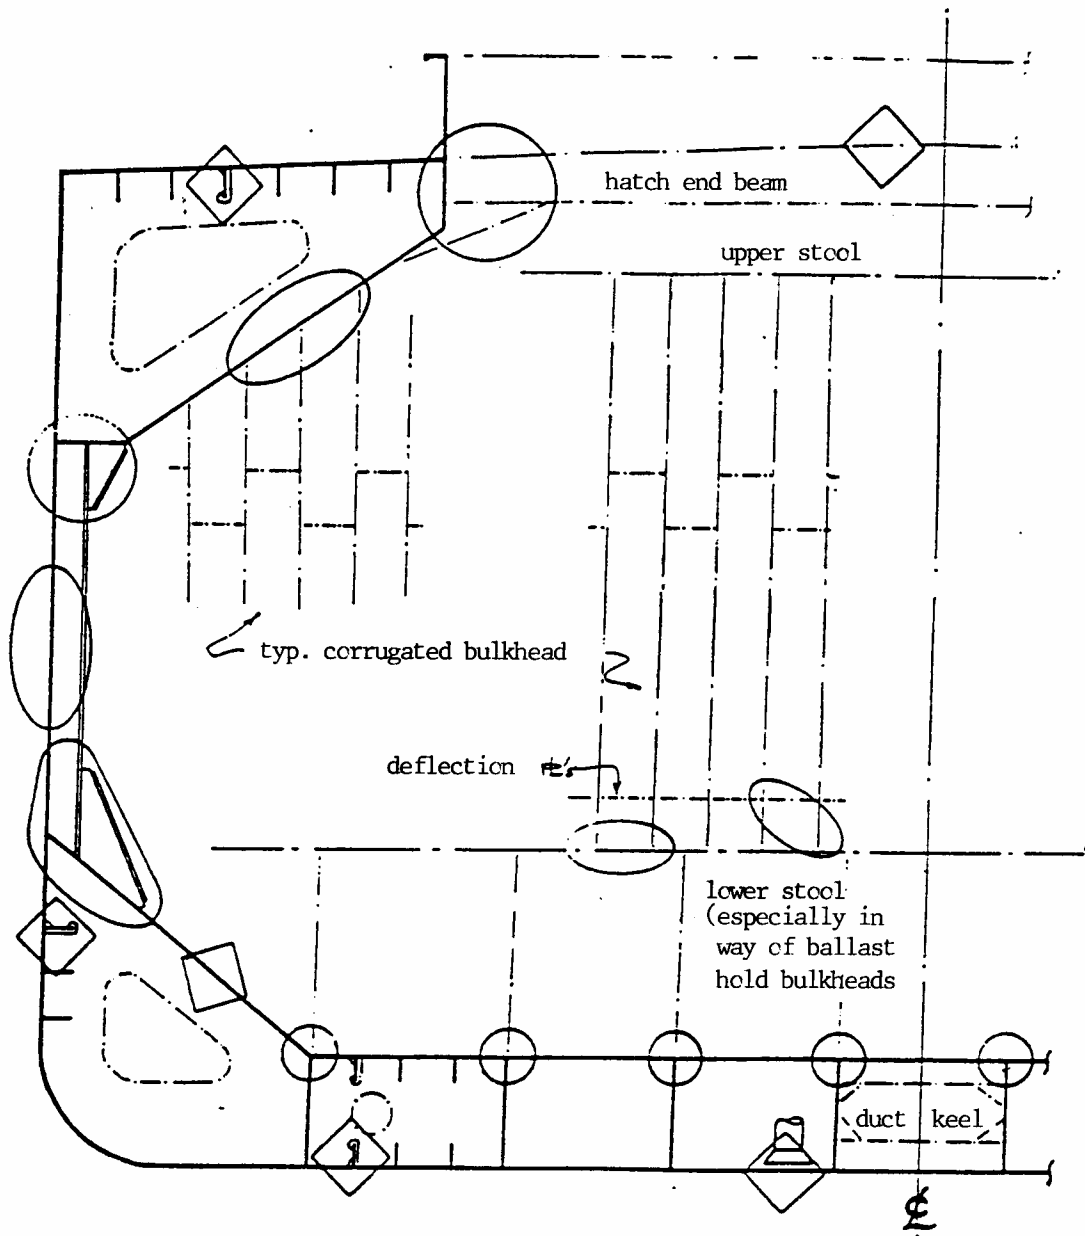 hatch end beam
upper stool
typ. corrugated bulkhead
deflection ℄'s
lower stool
(especially in
way of ballast
hold bulkheads
duct keel
℄